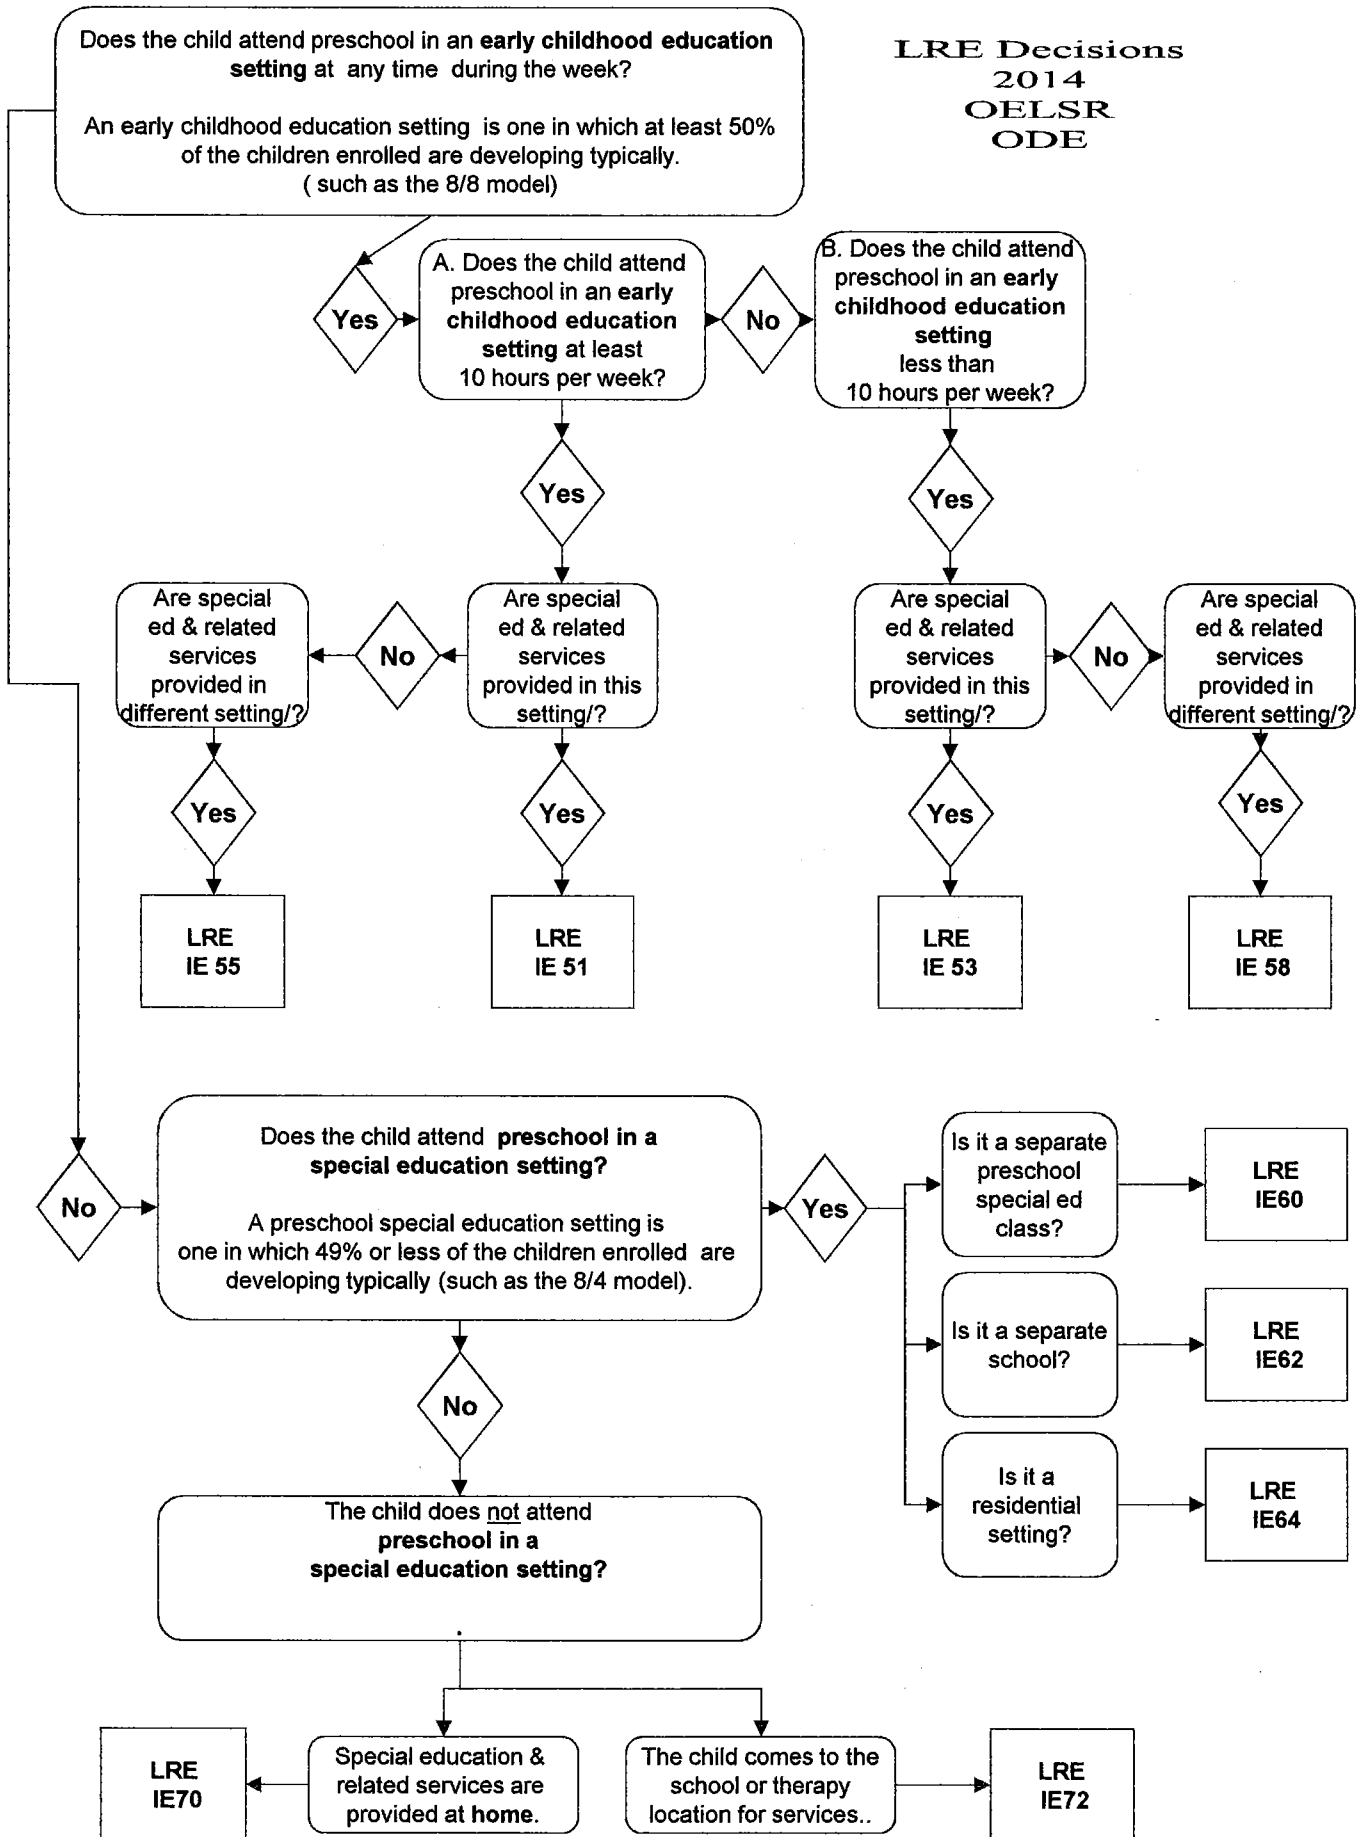 Does the child attend preschool in an early childhood education
setting at any time during the week?
An early childhood education setting is one in which at least 50%
of the children enrolled are developing typically.
( such as the 8/8 model)
LRE Decisions
2014
OELSR
ODE
Yes
A. Does the child attend
preschool in an early
childhood education
setting at least
10 hours per week?
No
B. Does the child attend
preschool in an early
childhood education
setting
less than
10 hours per week?
Yes
Yes
Are special
ed & related
services
provided in
different setting/?
No
Are special
ed & related
services
provided in this
setting/?
Are special
ed & related
services
provided in this
setting/?
No
Are special
ed & related
services
provided in
different setting/?
Yes
Yes
Yes
Yes
LRE
IE 55
LRE
IE 51
LRE
IE 53
LRE
IE 58
No
Does the child attend preschool in a
special education setting?
A preschool special education setting is
one in which 49% or less of the children enrolled are
developing typically (such as the 8/4 model).
Yes
Is it a separate
preschool
special ed
class?
LRE
IE60
Is it a separate
school?
LRE
IE62
Is it a
residential
setting?
LRE
IE64
No
The child does not attend
preschool in a
special education setting?
LRE
IE70
Special education &
related services are
provided at home.
The child comes to the
school or therapy
location for services..
LRE
IE72